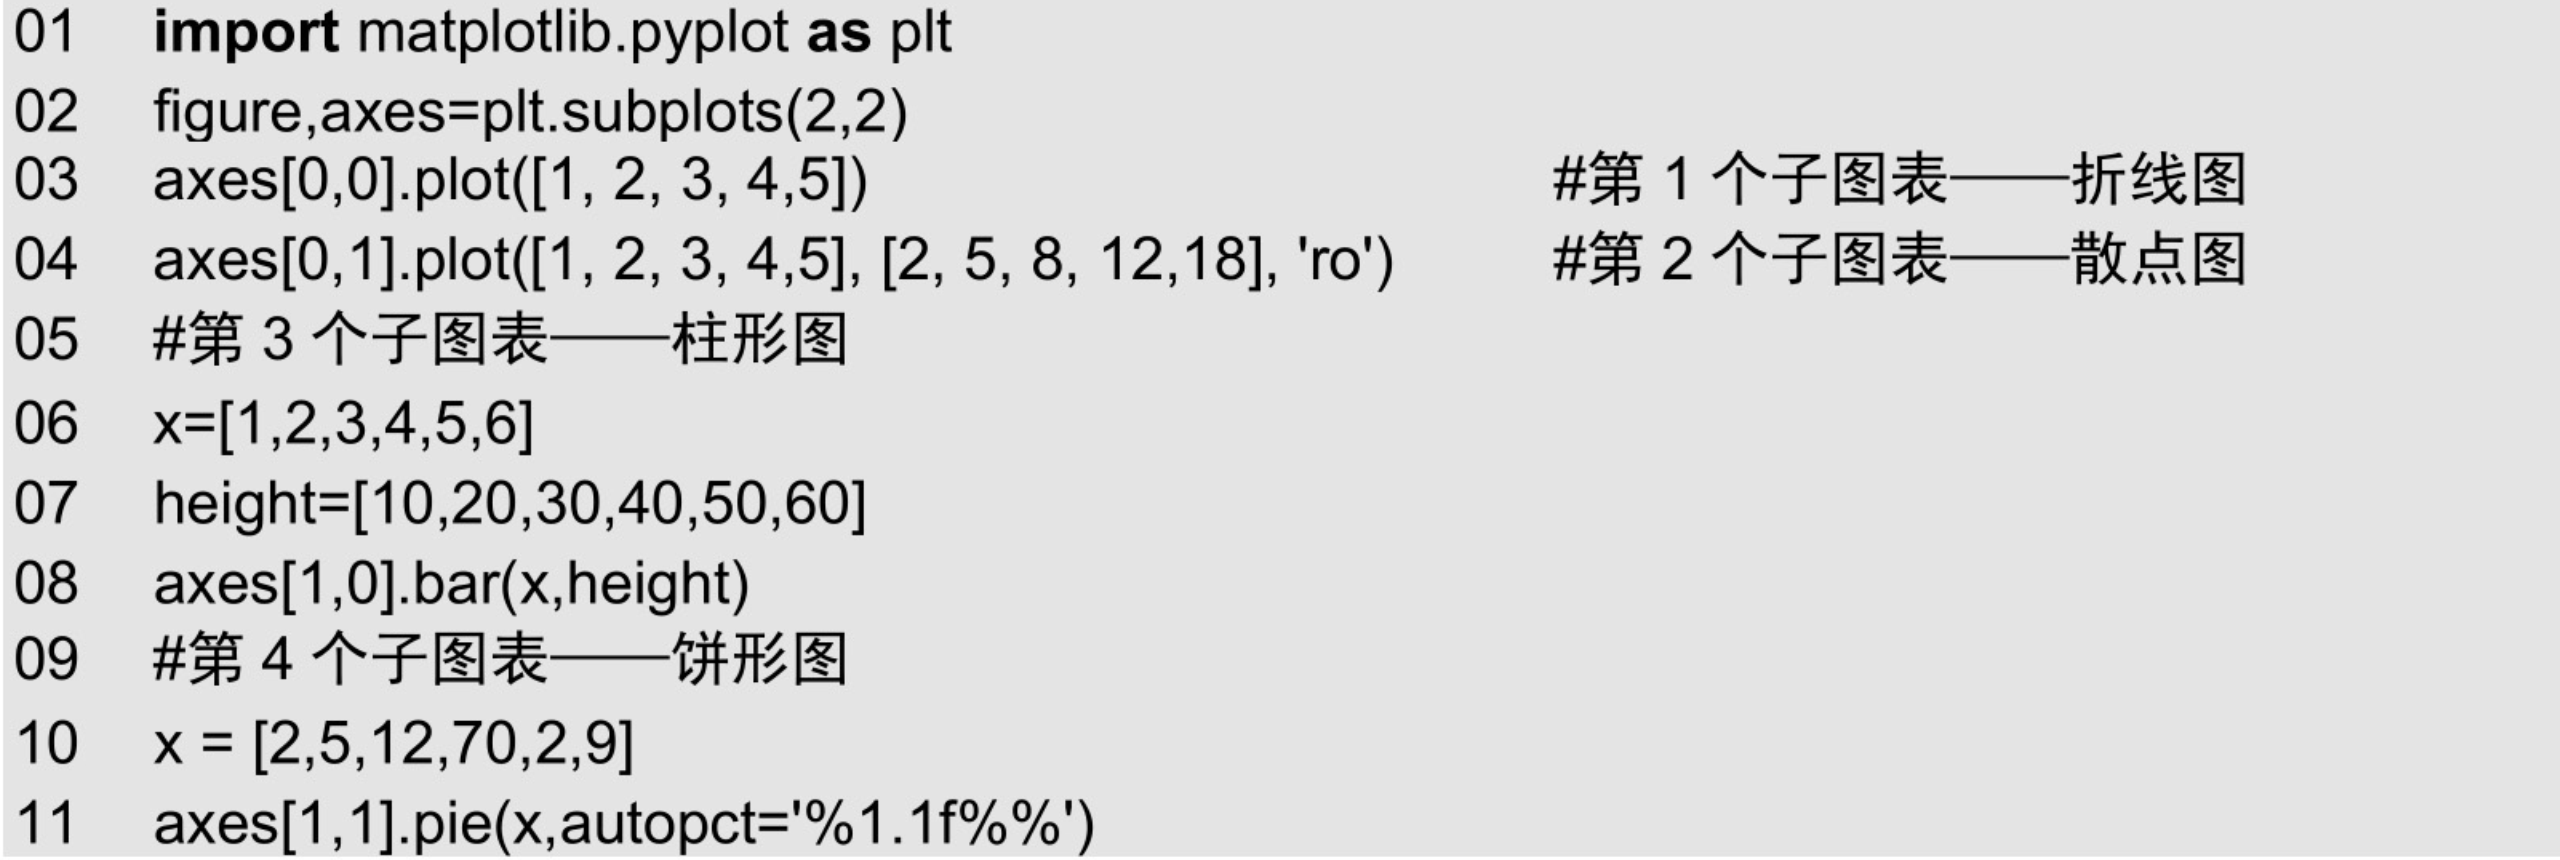 01 import matplotlib.pyplot as plt
02 figure,axes=plt.subplots(2,2)
03 axes[0,0].plot([1, 2, 3, 4,5]) #第 1 个子图表——折线图
04 axes[0,1].plot([1, 2, 3, 4,5], [2, 5, 8, 12,18], 'ro') #第 2 个子图表——散点图
05 #第 3 个子图表——柱形图
06 x=[1,2,3,4,5,6]
07 height=[10,20,30,40,50,60]
08 axes[1,0].bar(x,height)
09 #第 4 个子图表——饼形图
10 x = [2,5,12,70,2,9]
11 axes[1,1].pie(x,autopct='%1.1f%%')